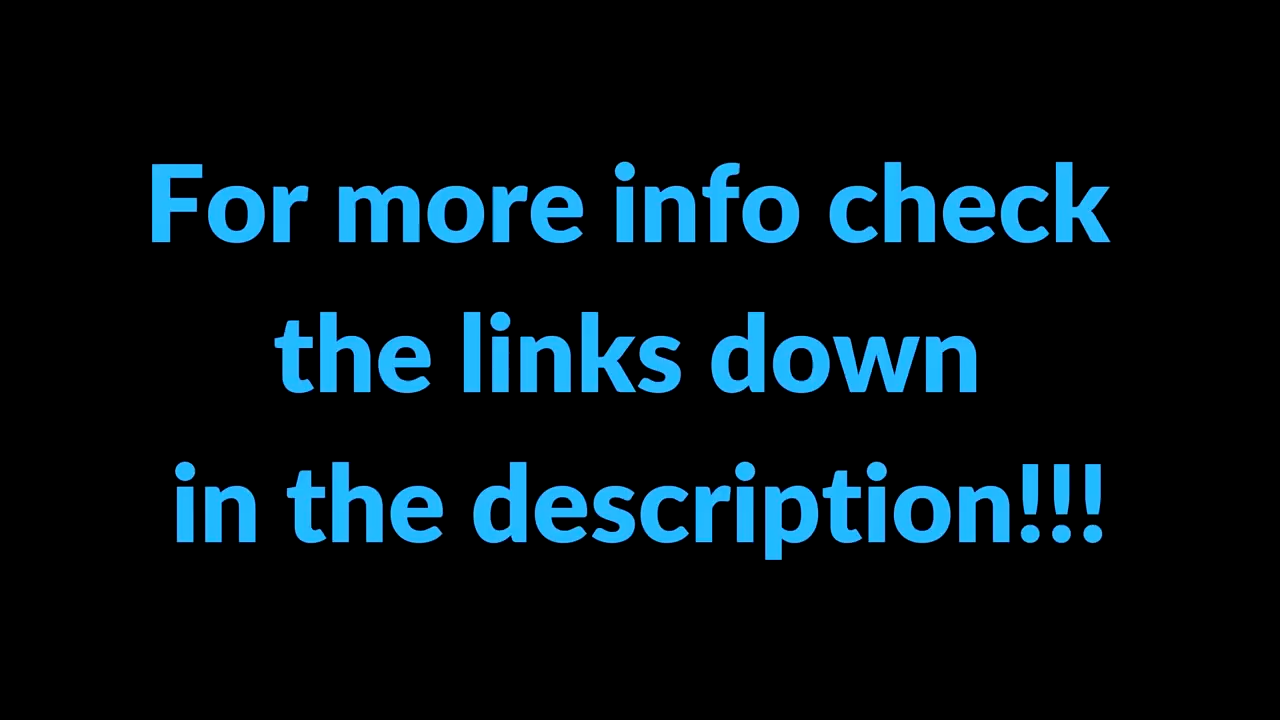 For more info check
the links down
in the description!!!